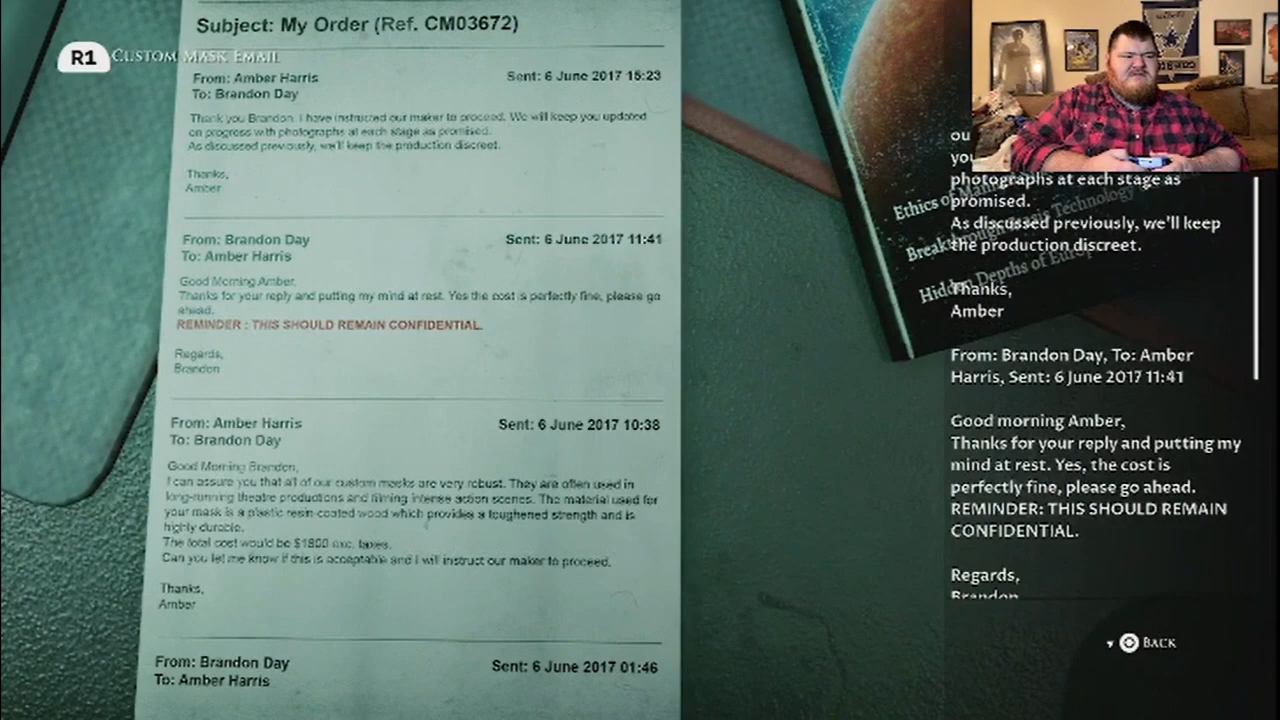 Subject: My Order (Ref. CM03672)
R1 Custom Mask Email
From: Amber Harris
Sent: 6 June 2017 15:23
To: Brandon Day
Thank you Brandon, I have instructed our maker to proceed. We will keep you updated
on progress with photographs at each stage as promised.
As discussed previously, we'll keep the production discreet.
Thanks,
Amber
From: Brandon Day
Sent: 6 June 2017 11:41
To: Amber Harris
Good Morning Amber,
Thanks for your reply and putting my mind at rest. Yes the cost is perfectly fine, please go
ahead.
REMINDER : THIS SHOULD REMAIN CONFIDENTIAL.
Regards,
Brandon
From: Amber Harris
Sent: 6 June 2017 10:38
To: Brandon Day
Good Morning Brandon,
I can assure you that all of our custom masks are very robust. They are often used in
long-running theatre productions and filming intense action scenes. The material used for
your mask is a plastic resin-coated wood which provides a toughened strength and is
highly durable.
The total cost would be $1800 exc. taxes.
Can you let me know if this is acceptable and I will instruct our maker to proceed.
Thanks,
Amber
From: Brandon Day
Sent: 6 June 2017 01:46
To: Amber Harris
Ethics of
Technology
Hidden Depths of
photographs at each stage as
promised.
As discussed previously, we'll keep
the production discreet.
Thanks,
Amber
From: Brandon Day, To: Amber
Harris, Sent: 6 June 2017 11:41
Good morning Amber,
Thanks for your reply and putting my
mind at rest. Yes, the cost is
perfectly fine, please go ahead.
REMINDER: THIS SHOULD REMAIN
CONFIDENTIAL.
Regards,
Brandon
Back